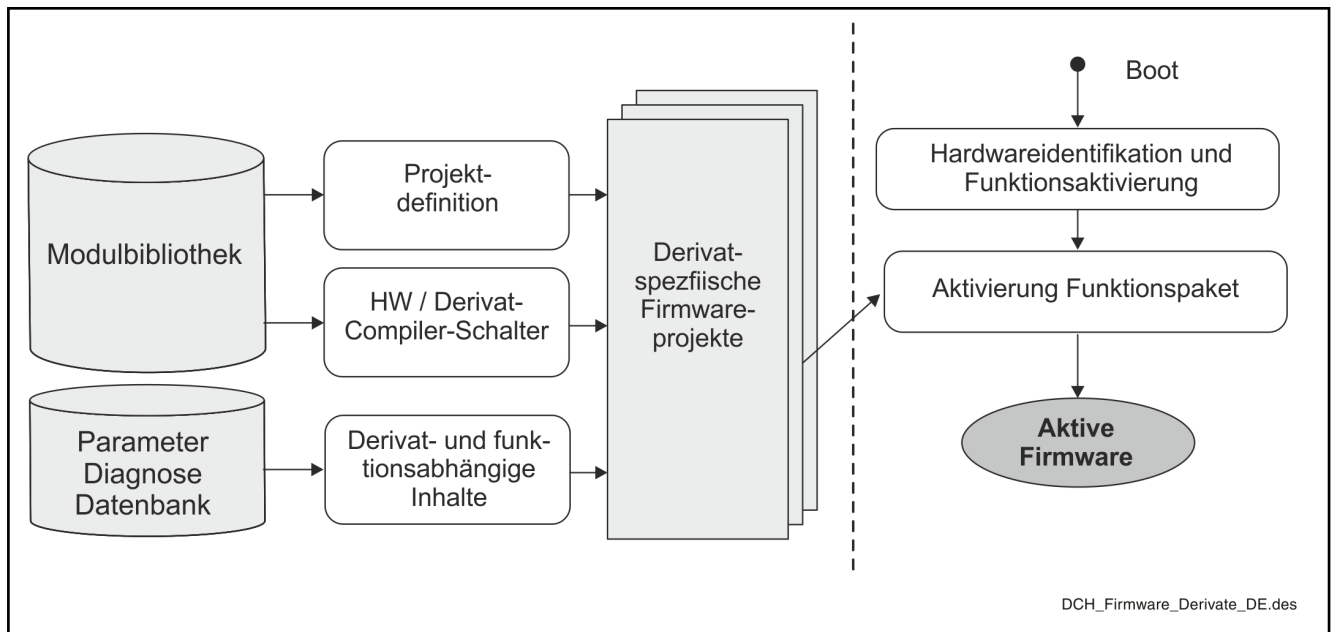 Modulbibliothek
Parameter
Diagnose
Datenbank
Projekt-
definition
HW / Derivat-
Compiler-Schalter
Derivat- und funk-
tionsabhängige
Inhalte
Derivat-
spezfiische
Firmware-
projekte
Boot
Hardwareidentifikation und
Funktionsaktivierung
Aktivierung Funktionspaket
Aktive
Firmware
DCH_Firmware_Derivate_DE.des